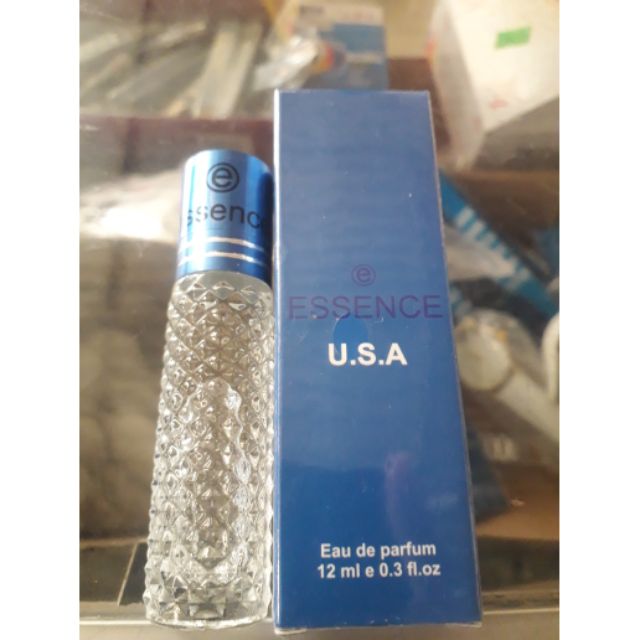 e
essence
e
ESSENCE
U.S.A
Eau de parfum
12 ml e 0.3 fl.oz